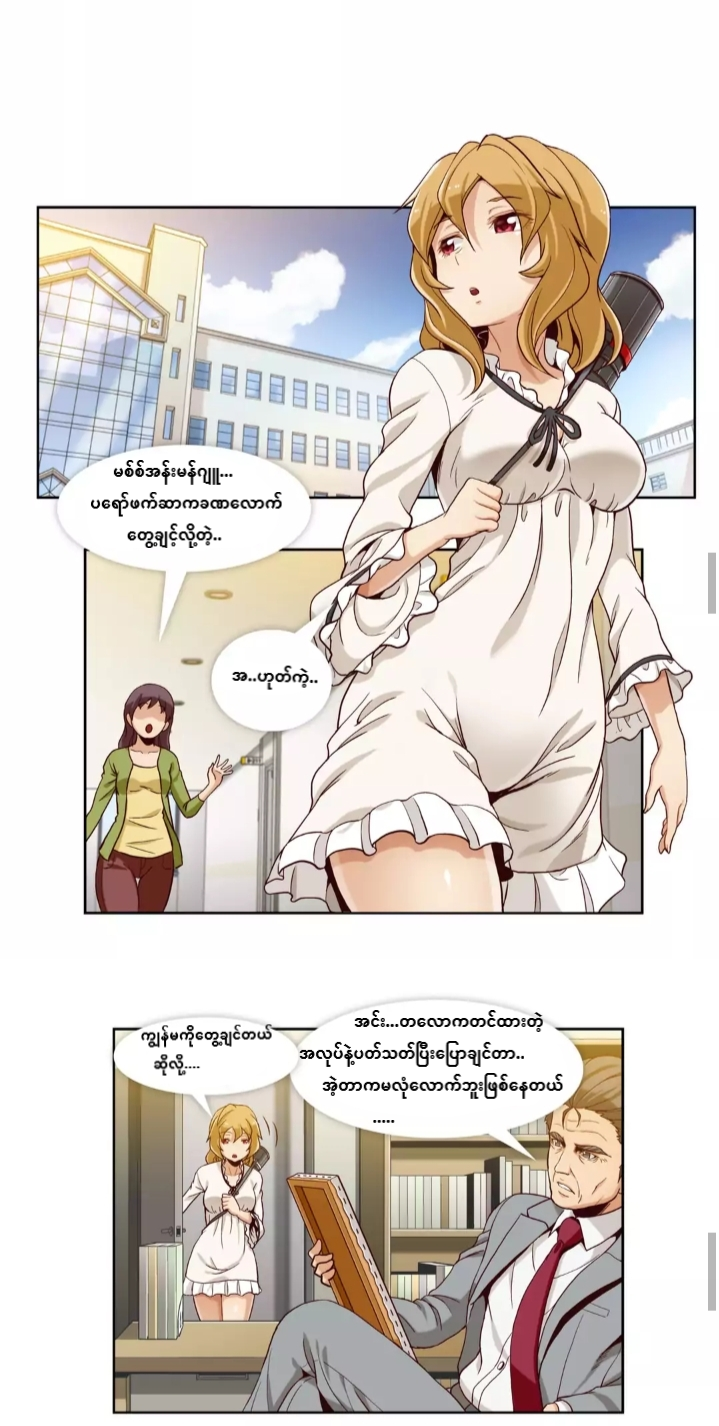 မစ်စ်အန်းမန်ဂျူ...
ပရော်ဖက်ဆာကခဏလောက်
တွေ့ချင့်လို့တဲ့..
အ..ဟုတ်ကဲ့..
ကျွန်မကိုတွေ့ချင်တယ်
ဆိုလို့....
အင်း...တလောကတင်ထားတဲ့
အလုပ်နဲ့ပတ်သတ်ပြီးပြောချင်တာ..
အဲ့တာကမလုံလောက်ဘူးဖြစ်နေတယ်
.....